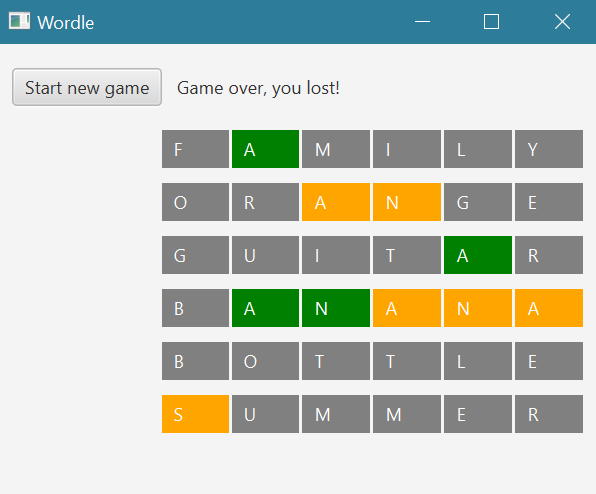 Wordle
Start new game Game over, you lost!
F A M I L Y
O R A N G E
G U I T A R
B A N A N A
B O T T L E
S U M M E R